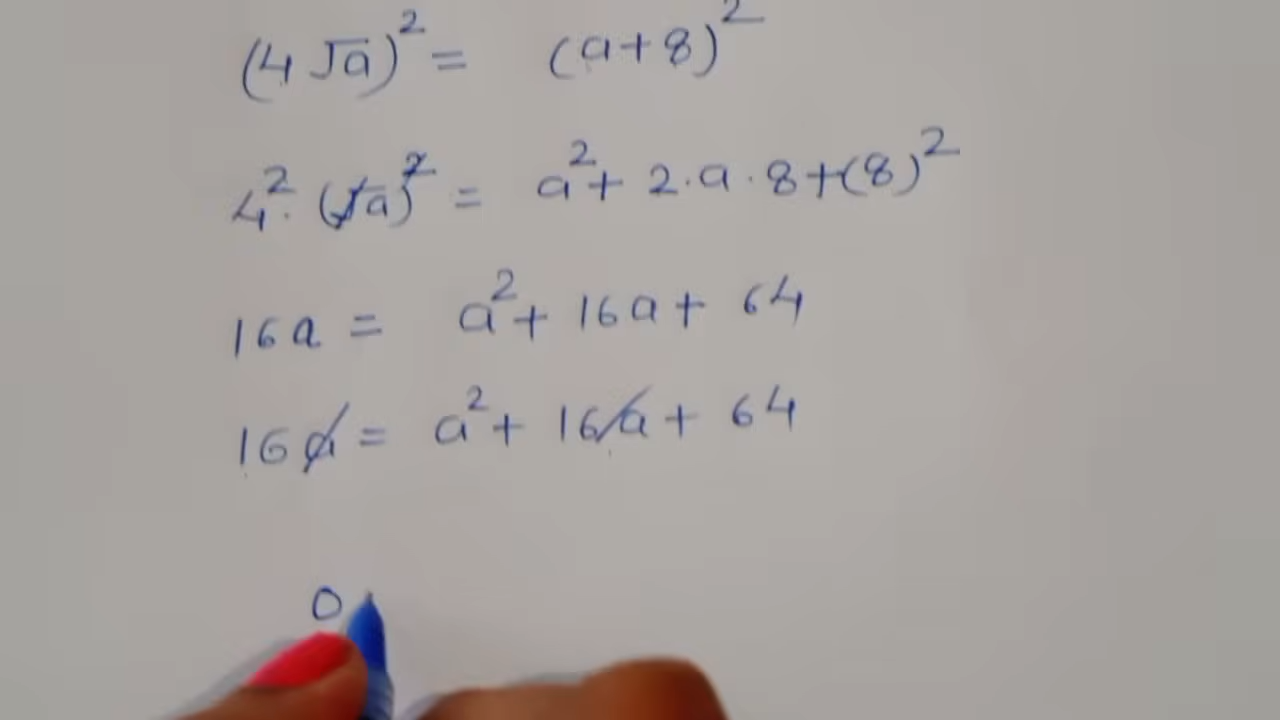 (4√a)² = (a+8)²
4²·(√a)² = a² + 2·a·8+(8)²
16a = a² + 16a + 64
16a = a² + 16a + 64
0